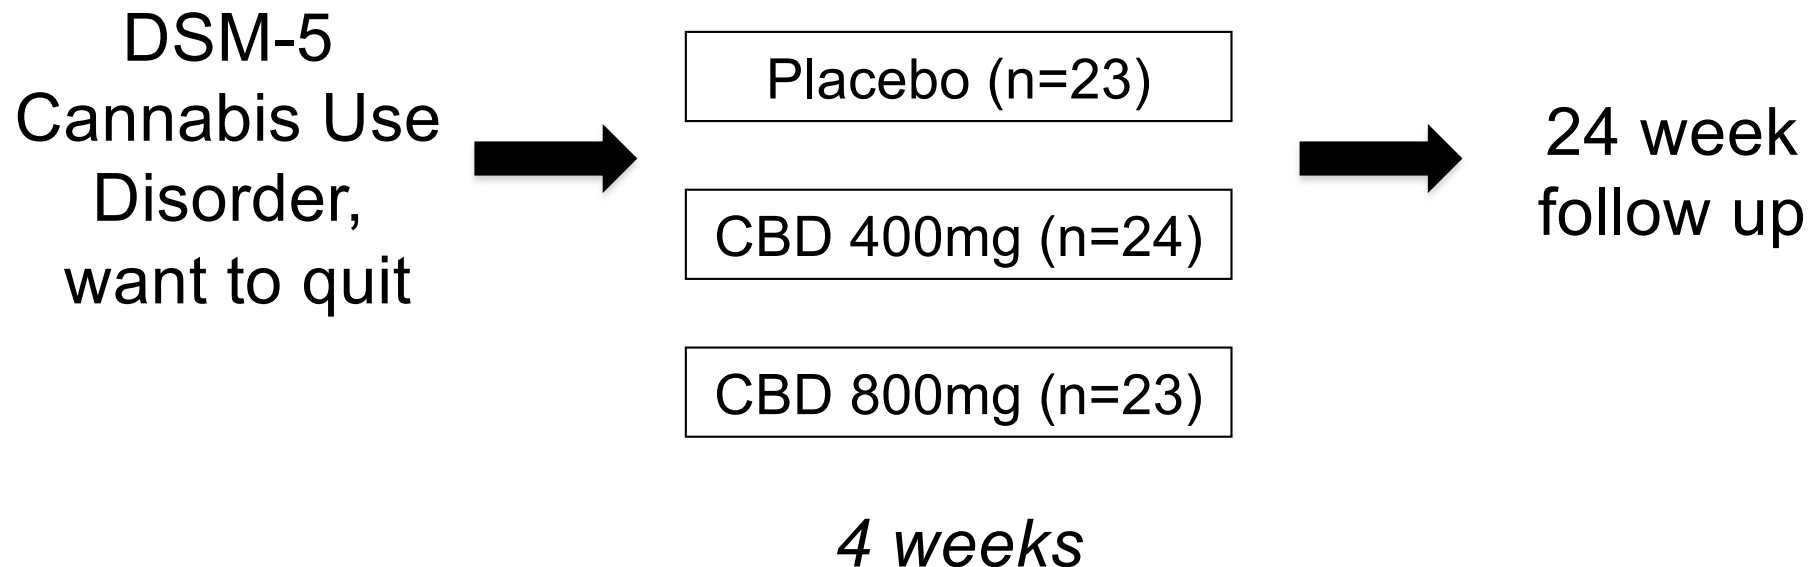 DSM-5
Cannabis Use
Disorder,
want to quit
Placebo (n=23)
CBD 400mg (n=24)
CBD 800mg (n=23)
4 weeks
24 week
follow up